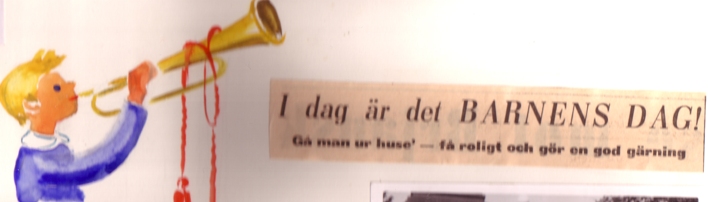 I dag är det BARNENS DAG!
Gå man ur huse' — få roligt och gör en god gärning